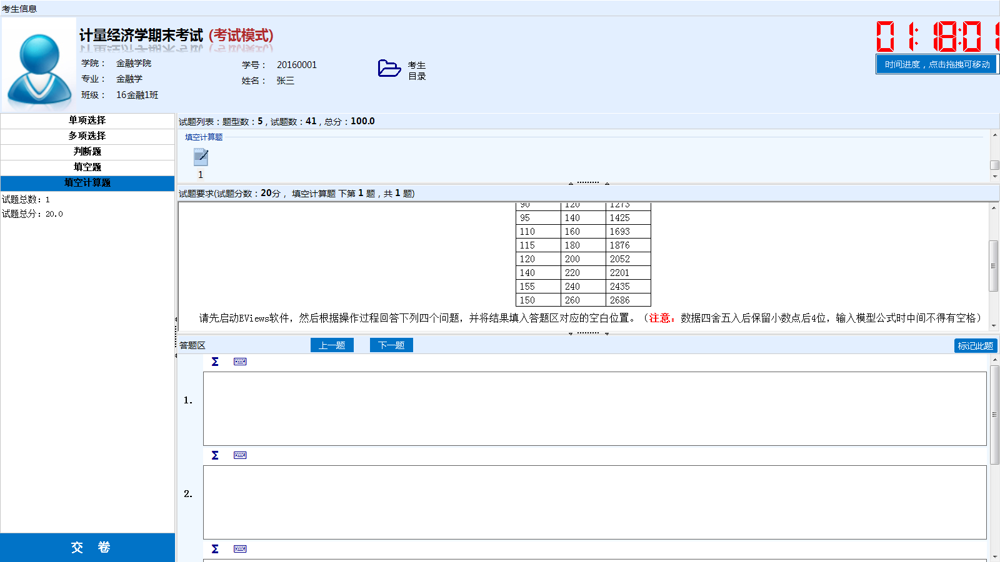 考生信息
计量经济学期末考试 (考试模式)
学院： 金融学院
学号： 20160001
考生目录
专业： 金融学
姓名： 张三
班级： 16金融1班
01:18:01
时间进度，点击拖拽可移动
单项选择
多项选择
判断题
填空题
填空计算题
试题总数: 1
试题总分: 20.0
交 卷
试题列表：题型数：5，试题数：41，总分：100.0
填空计算题
1
试题要求(试题分数：20分， 填空计算题 下第 1 题，共 1 题)
90 120 1273
95 140 1425
110 160 1693
115 180 1876
120 200 2052
140 220 2201
155 240 2435
150 260 2686
请先启动EViews软件，然后根据操作过程回答下列四个问题，并将结果填入答题区对应的空白位置。（注意：数据四舍五入后保留小数点后4位，输入模型公式时中间不得有空格）
答题区
上一题
下一题
标记此题
Σ
1.
Σ
2.
Σ